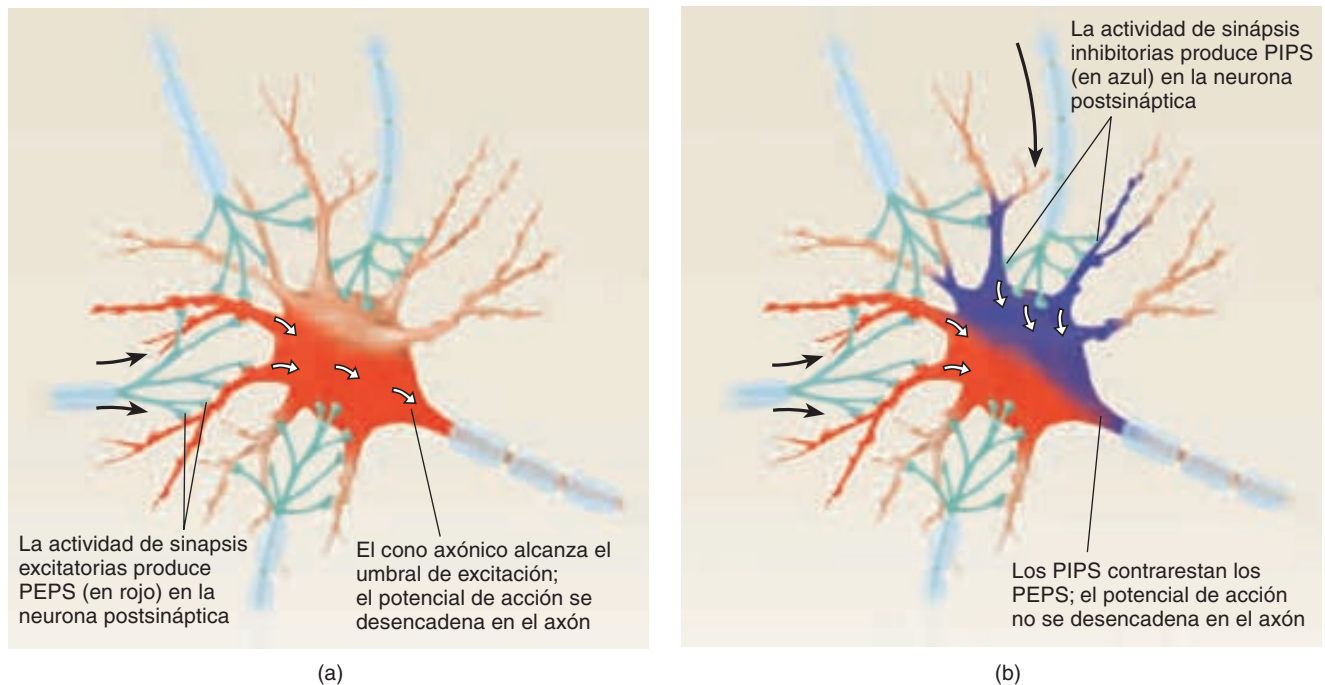 La actividad de sinapsis
excitatorias produce
PEPS (en rojo) en la
neurona postsináptica
El cono axónico alcanza el
umbral de excitación;
el potencial de acción se
desencadena en el axón
(a)
La actividad de sinápsis
inhibitorias produce PIPS
(en azul) en la neurona
postsináptica
Los PIPS contrarestan los
PEPS; el potencial de acción
no se desencadena en el axón
(b)